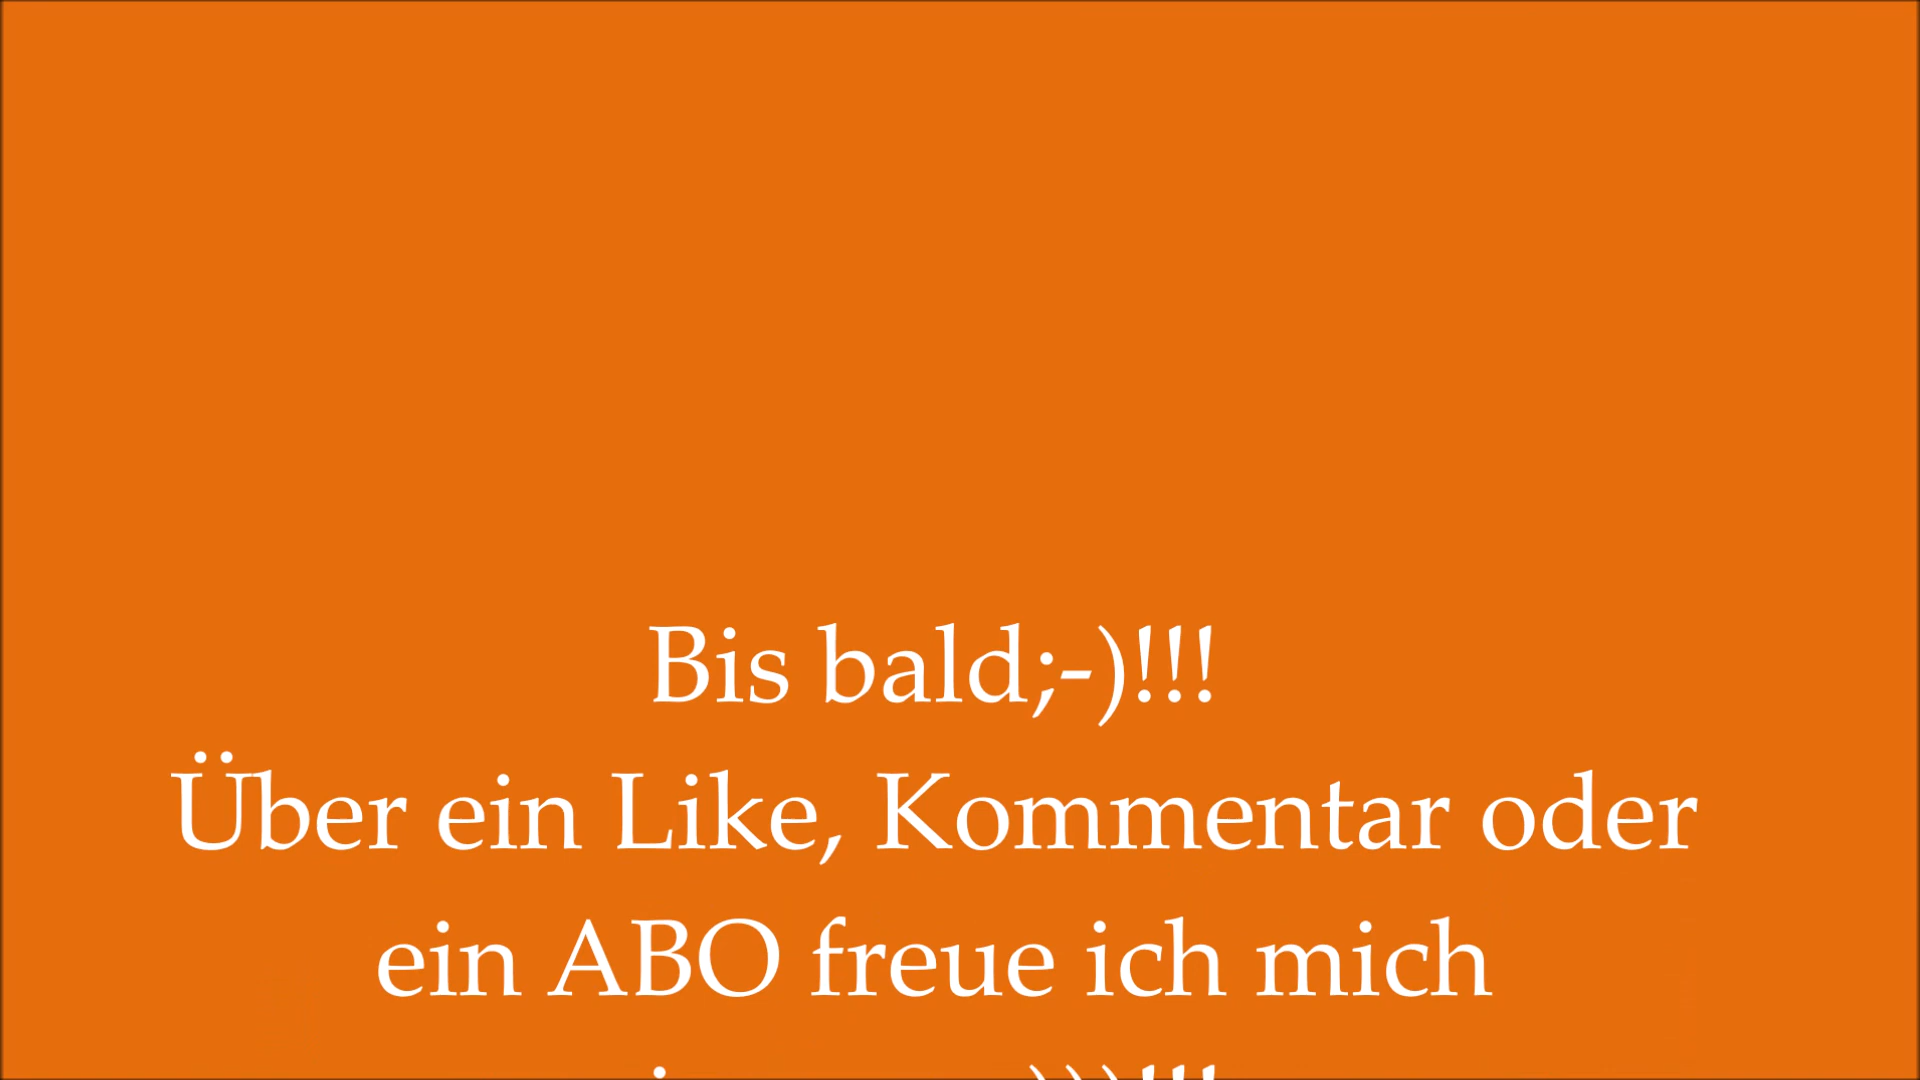 Bis bald;-)!!!
Über ein Like, Kommentar oder
ein ABO freue ich mich